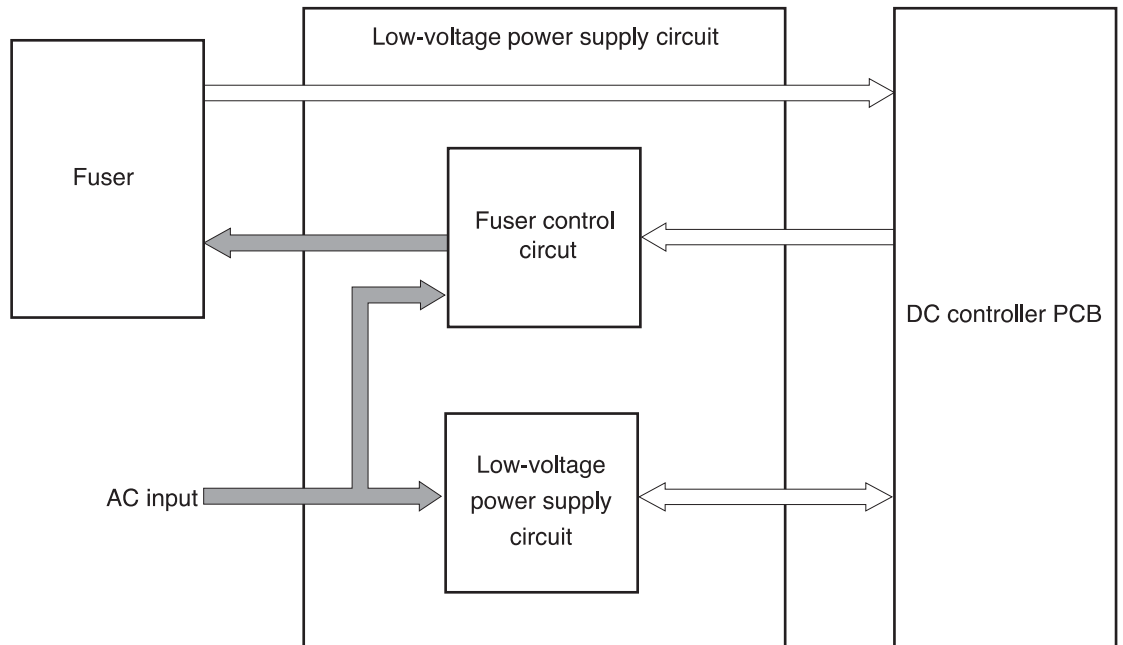 Low-voltage power supply circuit
Fuser
Fuser control
circut
DC controller PCB
Low-voltage
power supply
circuit
AC input